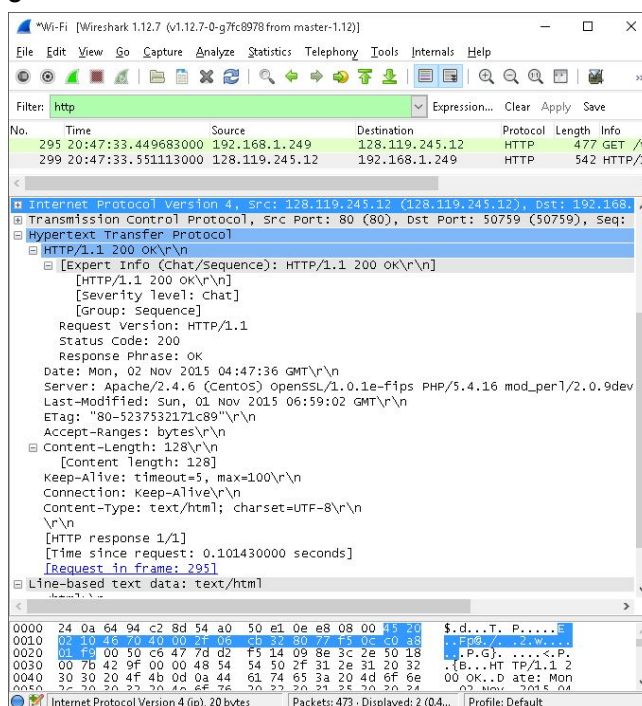 *Wi-Fi [Wireshark 1.12.7 (v1.12.7-0-g7fc8978 from master-1.12)]
File Edit View Go Capture Analyze Statistics Telephony Tools Internals Help
Filter: http Expression... Clear Apply Save
No. Time Source Destination Protocol Length Info
295 20:47:33.449683000 192.168.1.249 128.119.245.12 HTTP 477 GET /
299 20:47:33.551113000 128.119.245.12 192.168.1.249 HTTP 542 HTTP/
Internet Protocol Version 4, Src: 128.119.245.12 (128.119.245.12), Dst: 192.168.
Transmission Control Protocol, Src Port: 80 (80), Dst Port: 50759 (50759), Seq:
Hypertext Transfer Protocol
HTTP/1.1 200 OK\r\n
[Expert Info (Chat/Sequence): HTTP/1.1 200 OK\r\n]
[HTTP/1.1 200 OK\r\n]
[Severity level: Chat]
[Group: Sequence]
Request Version: HTTP/1.1
Status Code: 200
Response Phrase: OK
Date: Mon, 02 Nov 2015 04:47:36 GMT\r\n
Server: Apache/2.4.6 (CentOS) OpenSSL/1.0.1e-fips PHP/5.4.16 mod_perl/2.0.9dev
Last-Modified: Sun, 01 Nov 2015 06:59:02 GMT\r\n
ETag: "80-5237532171c89"\r\n
Accept-Ranges: bytes\r\n
Content-Length: 128\r\n
[Content length: 128]
Keep-Alive: timeout=5, max=100\r\n
Connection: Keep-Alive\r\n
Content-Type: text/html; charset=UTF-8\r\n
\r\n
[HTTP response 1/1]
[Time since request: 0.101430000 seconds]
[Request in frame: 295]
Line-based text data: text/html
0000 24 0a 64 94 c2 8d 54 a0 50 e1 0e e8 08 00 45 20 $.d...T. P.....E
0010 02 10 46 70 40 00 2f 06 cb 32 80 77 f5 0c c0 a8 ..Fp@./. .2.w....
0020 01 f9 00 50 c6 47 7d d2 f5 14 09 8e 3c 2e 50 18 ...P.G}. ....<.P.
0030 00 7b 42 9f 00 00 48 54 54 50 2f 31 2e 31 20 32 .{B...HT TP/1.1 2
0040 30 30 20 4f 4b 0d 0a 44 61 74 65 3a 20 4d 6f 6e 00 OK..D ate: Mon
Internet Protocol Version 4 (ip), 20 bytes Packets: 473 · Displayed: 2 (0.4... Profile: Default